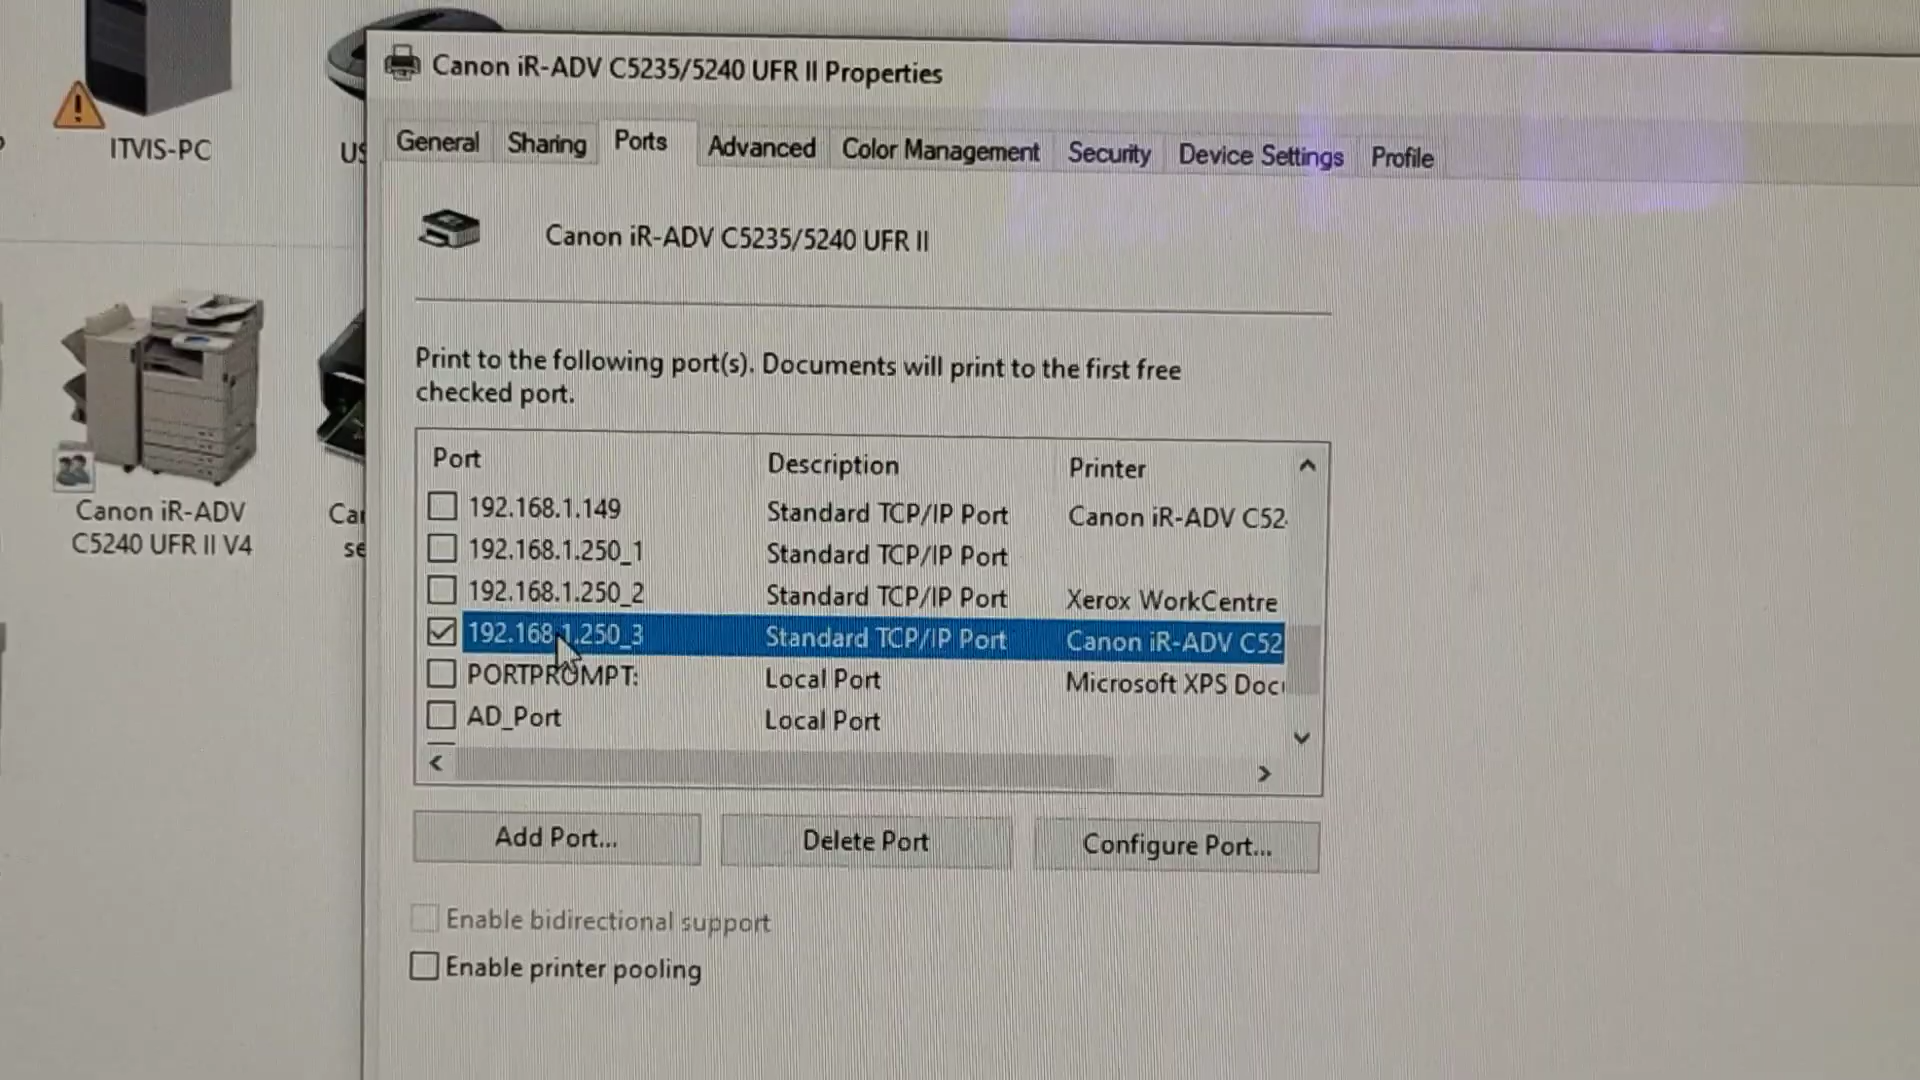 Canon iR-ADV C5235/5240 UFR II Properties
General Sharing Ports Advanced Color Management Security Device Settings Profile
ITVIS-PC
US
Canon iR-ADV C5235/5240 UFR II
Print to the following port(s). Documents will print to the first free
checked port.
Port Description Printer
192.168.1.149 Standard TCP/IP Port Canon iR-ADV C52
192.168.1.250_1 Standard TCP/IP Port
192.168.1.250_2 Standard TCP/IP Port Xerox WorkCentre
192.168.1.250_3 Standard TCP/IP Port Canon iR-ADV C52
PORTPROMPT: Local Port Microsoft XPS Doc
AD_Port Local Port
Canon iR-ADV
C5240 UFR II V4
Ca
se
Add Port... Delete Port Configure Port...
Enable bidirectional support
Enable printer pooling